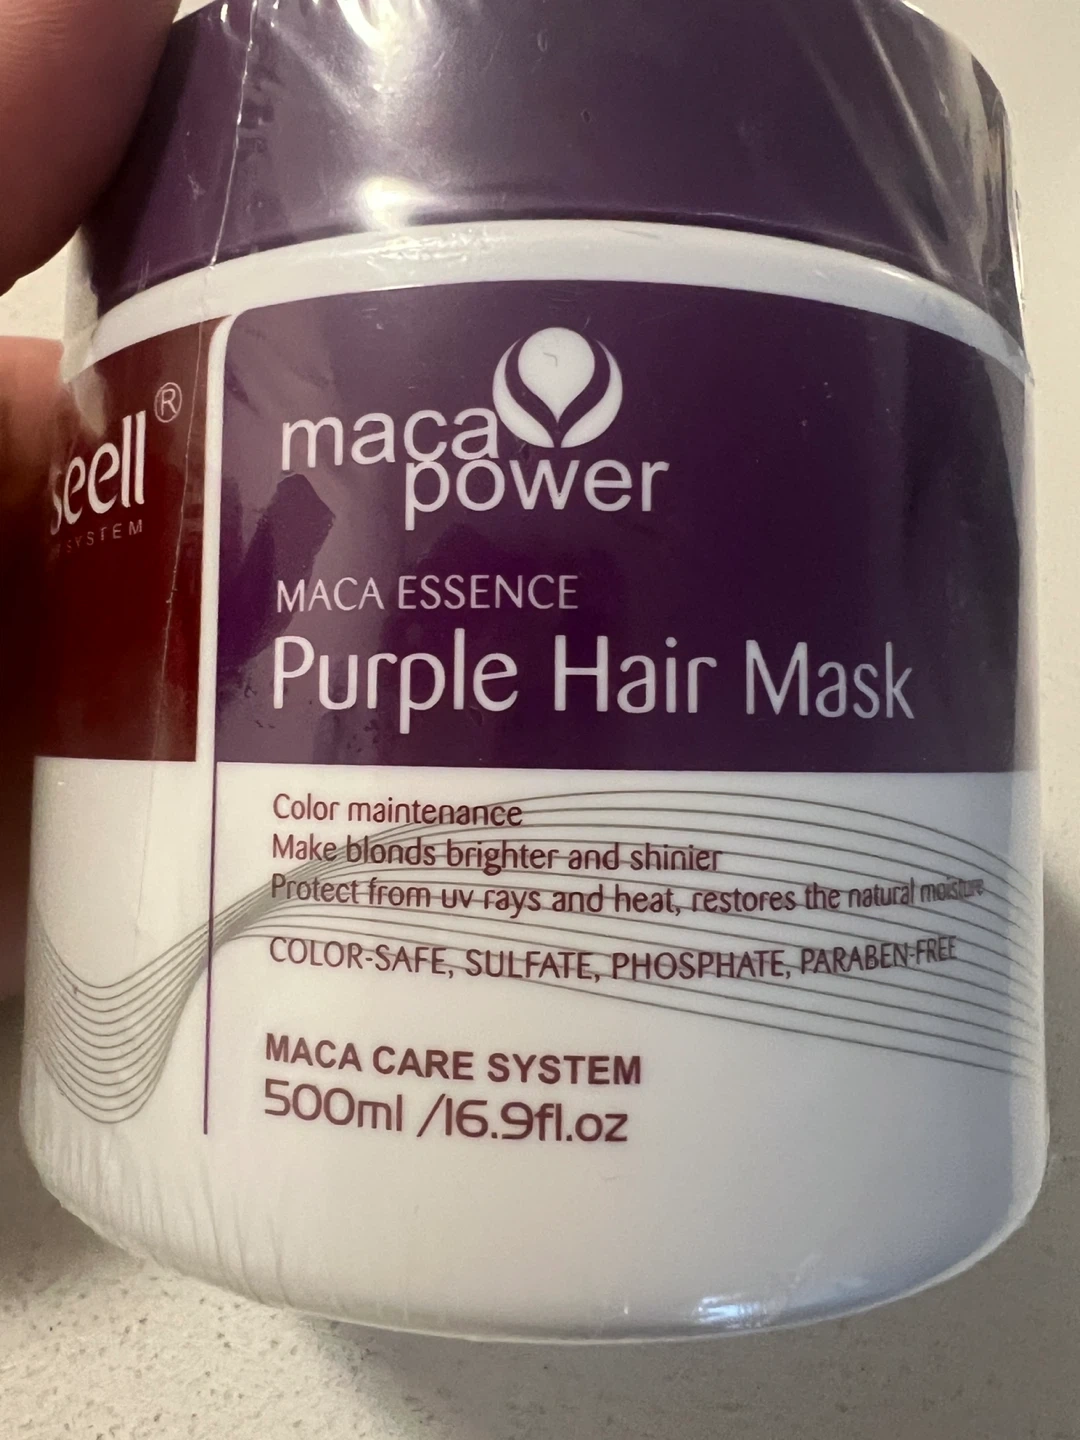 seell®
SYSTEM
maca
power
MACA ESSENCE
Purple Hair Mask
Color maintenance
Make blonds brighter and shinier
Protect from uv rays and heat, restores the natural moisture
COLOR-SAFE, SULFATE, PHOSPHATE, PARABEN-FREE
MACA CARE SYSTEM
500ml /16.9fl.oz